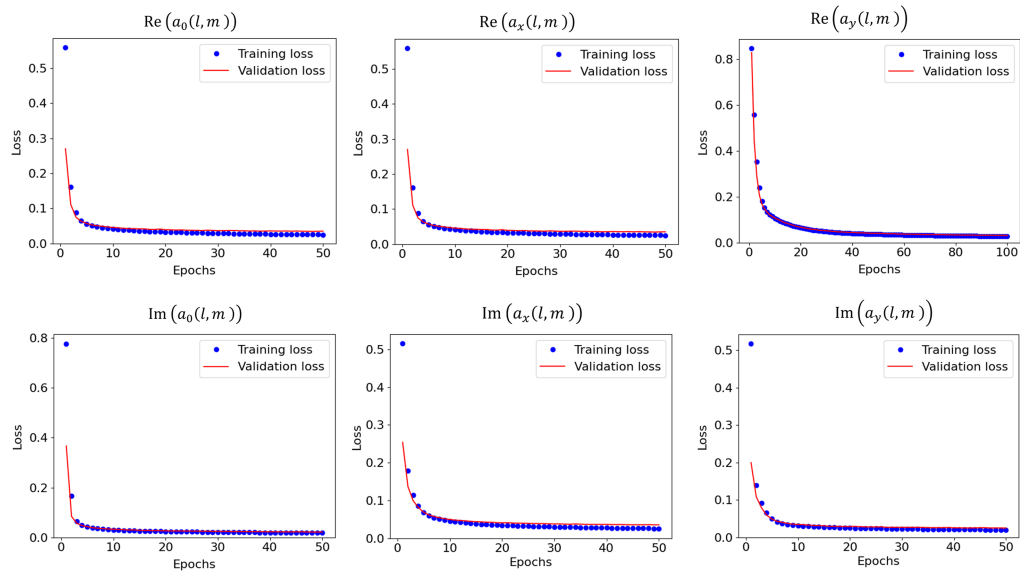 Re (a₀(l, m))
0.5
0.4
0.3
0.2
0.1
0.0
Loss
0 10 20 30 40 50
Epochs
Training loss
Validation loss
Re (aₓ(l, m))
0.5
0.4
0.3
0.2
0.1
0.0
Loss
0 10 20 30 40 50
Epochs
Training loss
Validation loss
Re (a_y(l, m))
0.8
0.6
0.4
0.2
0.0
Loss
0 20 40 60 80 100
Epochs
Training loss
Validation loss
Im (a₀(l, m))
0.8
0.6
0.4
0.2
0.0
Loss
0 10 20 30 40 50
Epochs
Training loss
Validation loss
Im (aₓ(l, m))
0.5
0.4
0.3
0.2
0.1
0.0
Loss
0 10 20 30 40 50
Epochs
Training loss
Validation loss
Im (a_y(l, m))
0.5
0.4
0.3
0.2
0.1
0.0
Loss
0 10 20 30 40 50
Epochs
Training loss
Validation loss